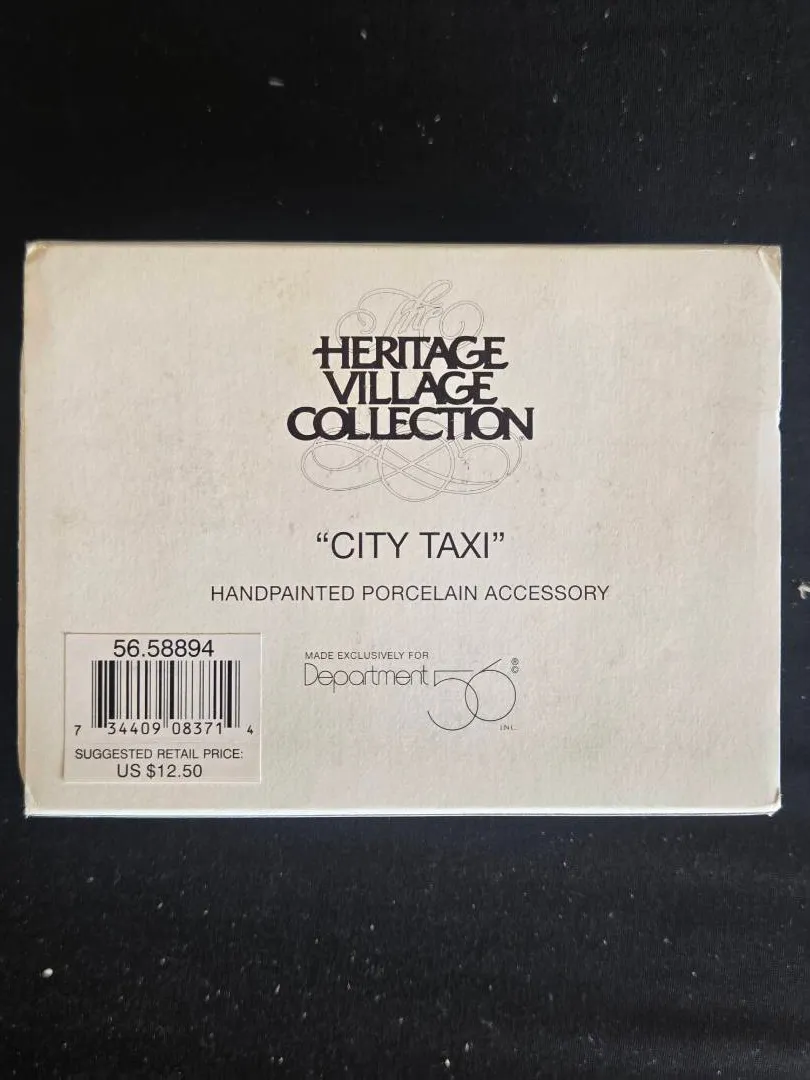 The
HERITAGE
VILLAGE
COLLECTION®
“CITY TAXI”
HANDPAINTED PORCELAIN ACCESSORY
56.58894
7 34409 08371 4
SUGGESTED RETAIL PRICE:
US $12.50
MADE EXCLUSIVELY FOR
Department 56 ® ©
INC.